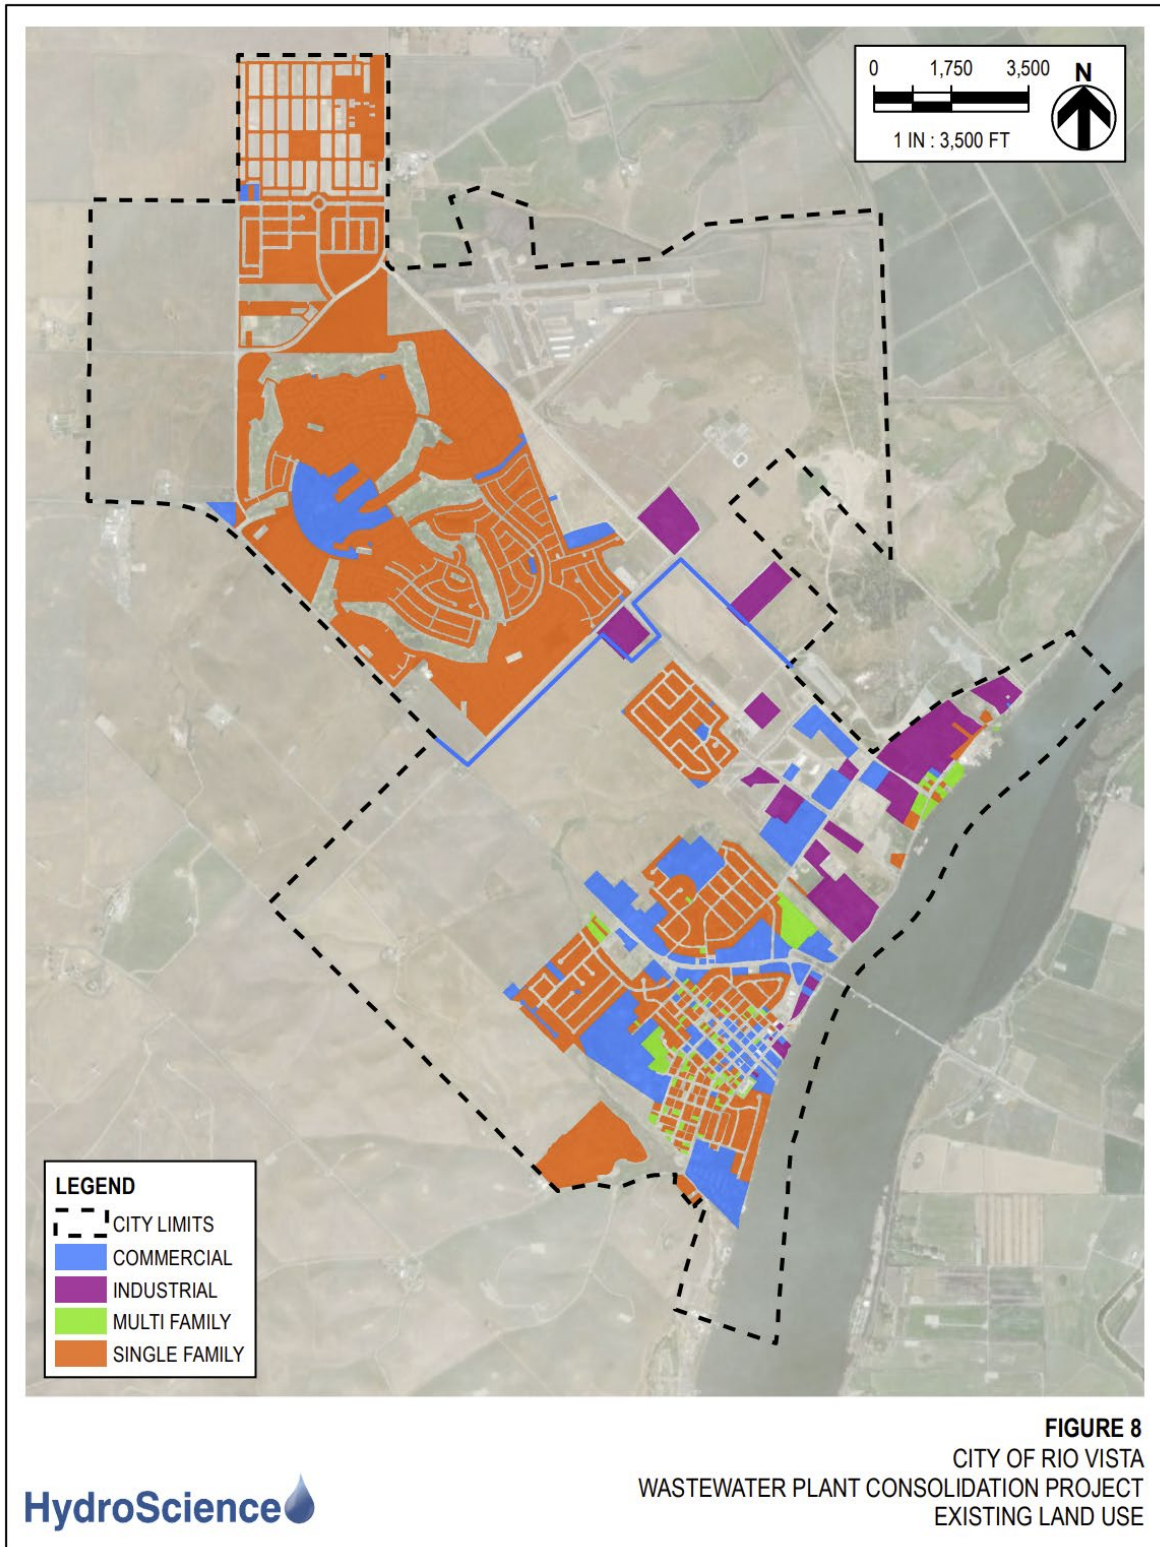 0 1,750 3,500 N
1 IN : 3,500 FT
LEGEND
CITY LIMITS
COMMERCIAL
INDUSTRIAL
MULTI FAMILY
SINGLE FAMILY
FIGURE 8
CITY OF RIO VISTA
WASTEWATER PLANT CONSOLIDATION PROJECT
EXISTING LAND USE
HydroScience